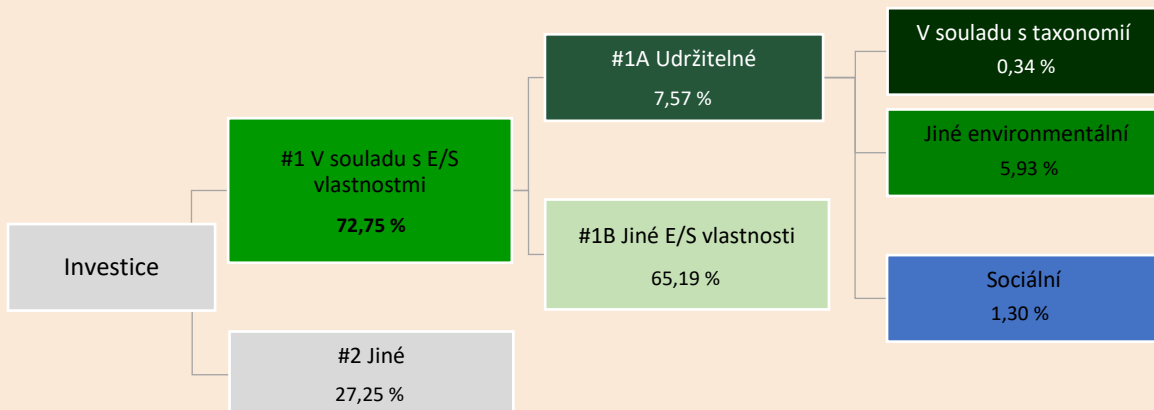 Investice
#1 V souladu s E/S
vlastnostmi
72,75 %
#2 Jiné
27,25 %
#1A Udržitelné
7,57 %
#1B Jiné E/S vlastnosti
65,19 %
V souladu s taxonomií
0,34 %
Jiné environmentální
5,93 %
Sociální
1,30 %